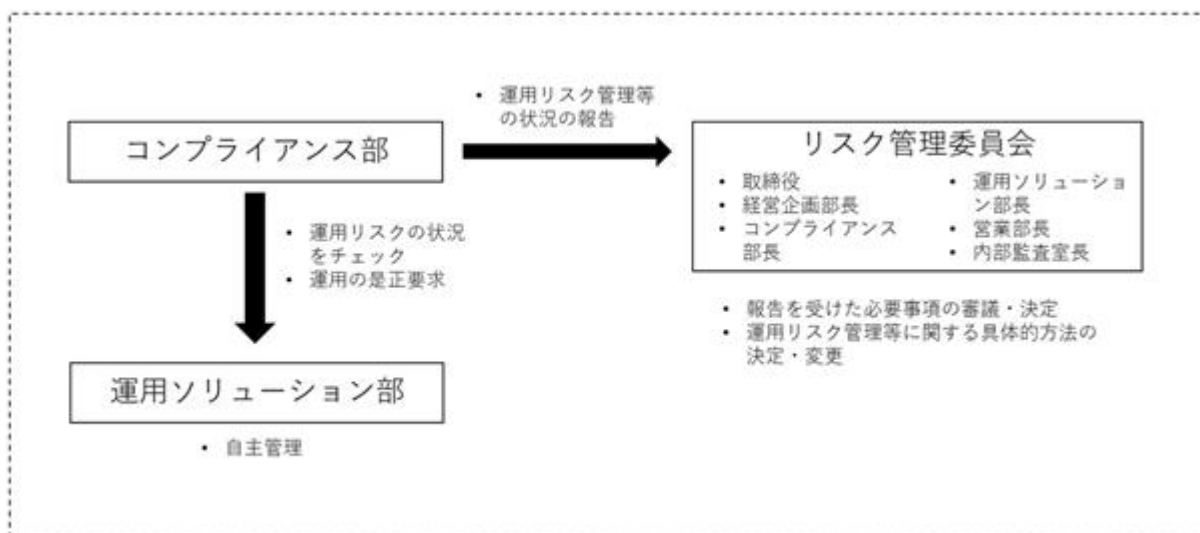 • 運用リスク管理等
の状況の報告
コンプライアンス部
リスク管理委員会
• 取締役
• 経営企画部長
• コンプライアンス
部長
• 運用ソリューショ
ン部長
• 営業部長
• 内部監査室長
• 運用リスクの状況
をチェック
• 運用の是正要求
• 報告を受けた必要事項の審議・決定
• 運用リスク管理等に関する具体的方法の
決定・変更
運用ソリューション部
• 自主管理